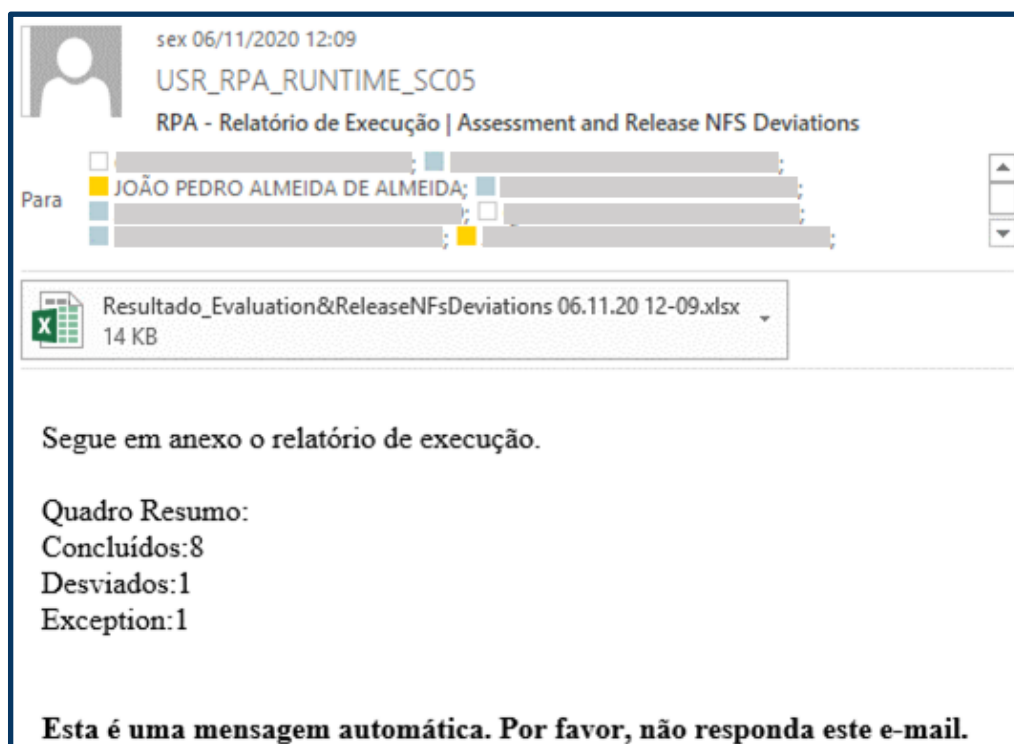 sex 06/11/2020 12:09
USR_RPA_RUNTIME_SC05
RPA - Relatório de Execução | Assessment and Release NFS Deviations
Para
JOÃO PEDRO ALMEIDA DE ALMEIDA;
Resultado_Evaluation&ReleaseNFsDeviations 06.11.20 12-09.xlsx
14 KB
Segue em anexo o relatório de execução.
Quadro Resumo:
Concluídos:8
Desviados:1
Exception:1
Esta é uma mensagem automática. Por favor, não responda este e-mail.